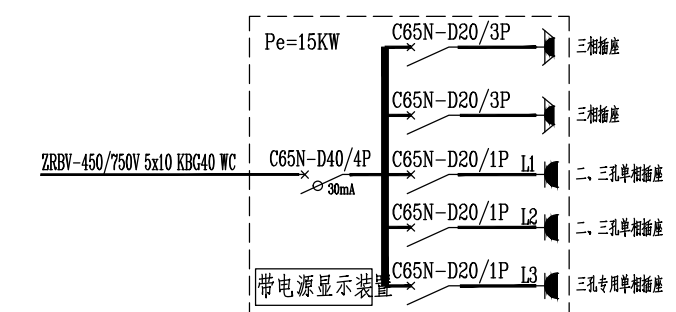 Pe=15KW
C65N-D20/3P
三相插座
C65N-D20/3P
三相插座
ZRBV-450/750V 5x10 KBG40 WC
C65N-D40/4P
30mA
C65N-D20/1P L1
二、三孔单相插座
C65N-D20/1P L2
二、三孔单相插座
C65N-D20/1P L3
三孔专用单相插座
带电源显示装置